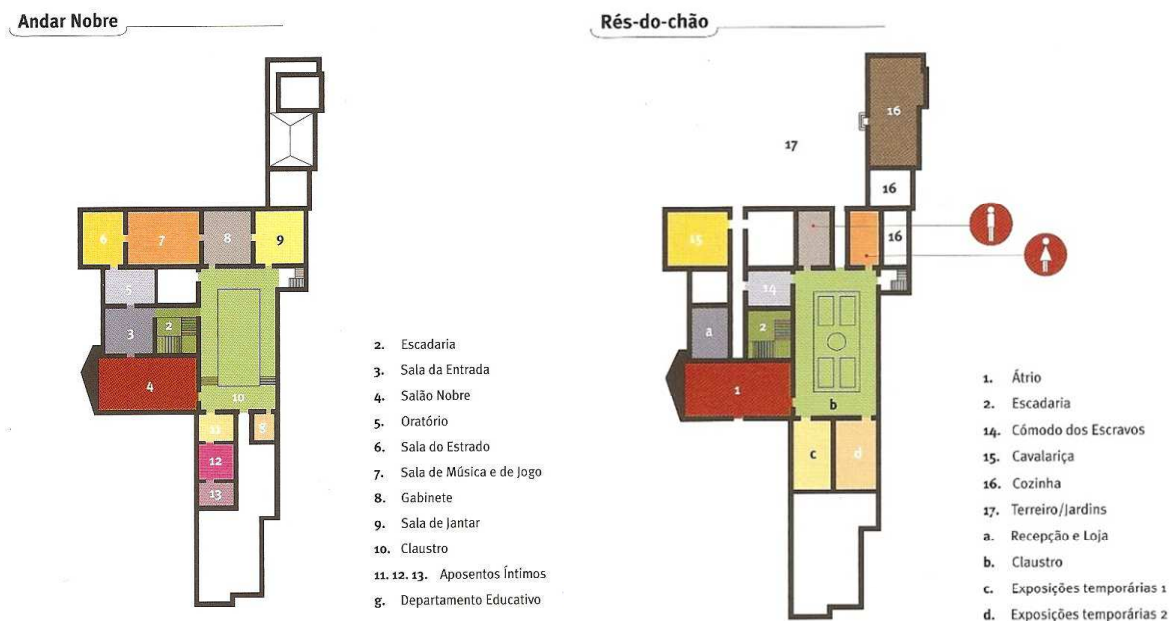 Andar Nobre
6
7
8
9
5
3
2
4
10
11
g
12
13
2. Escadaria
3. Sala da Entrada
4. Salão Nobre
5. Oratório
6. Sala do Estrado
7. Sala de Música e de Jogo
8. Gabinete
9. Sala de Jantar
10. Claustro
11. 12. 13. Aposentos Íntimos
g. Departamento Educativo
Rés-do-chão
16
17
16
15
16
14
a
2
1
b
c
d
1. Átrio
2. Escadaria
14. Cómodo dos Escravos
15. Cavalariça
16. Cozinha
17. Terreiro/Jardins
a. Recepção e Loja
b. Claustro
c. Exposições temporárias 1
d. Exposições temporárias 2